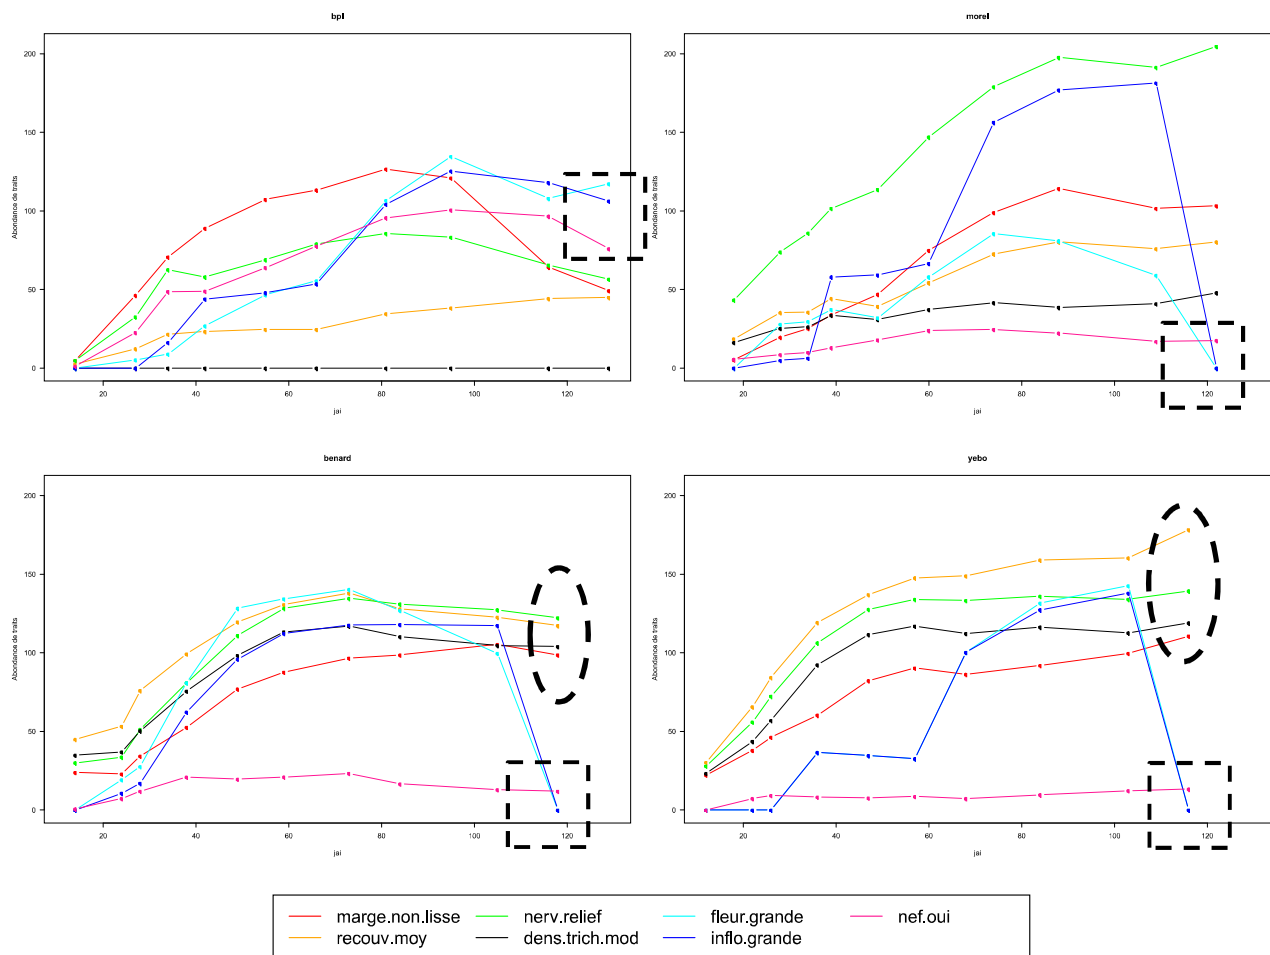 bpl
Abondance de traits
200
150
100
50
0
20 40 60 80 100 120
jai
morel
Abondance de traits
200
150
100
50
0
20 40 60 80 100 120
jai
benard
Abondance de traits
200
150
100
50
0
20 40 60 80 100 120
jai
yebo
Abondance de traits
200
150
100
50
0
20 40 60 80 100 120
jai
marge.non.lisse nerv.relief fleur.grande nef.oui
recouv.moy dens.trich.mod inflo.grande